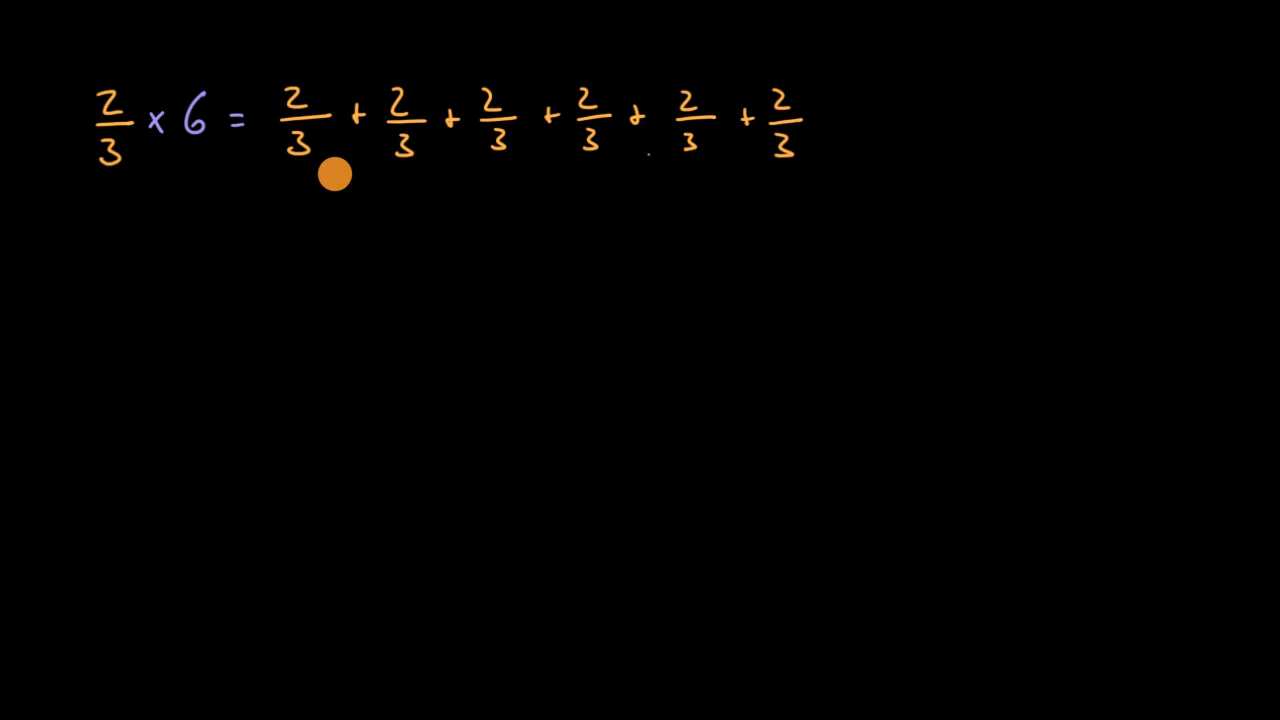 2/3 × 6 = 2/3 + 2/3 + 2/3 + 2/3 + 2/3 + 2/3